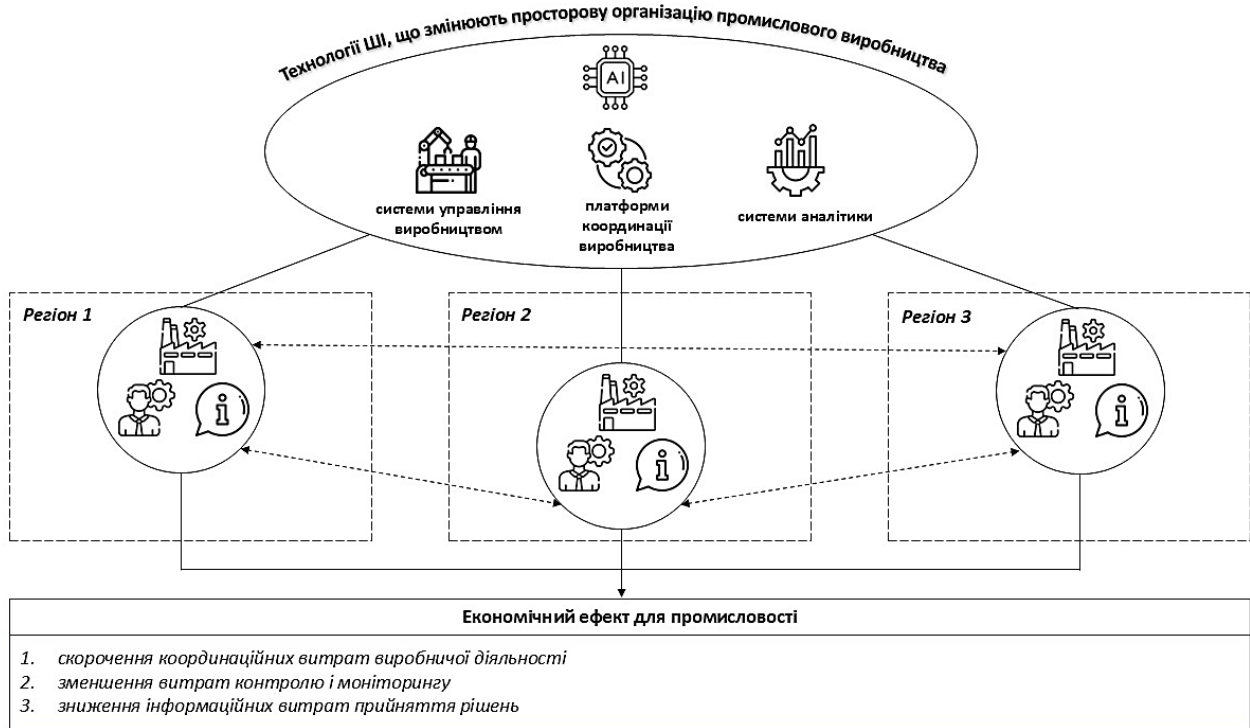 Технології ШІ, що змінюють просторову організацію промислового виробництва
AI
системи управління
виробництвом
платформи
координації
виробництва
системи аналітики
Регіон 1
Регіон 2
Регіон 3
i
i
i
Економічний ефект для промисловості
1. скорочення координаційних витрат виробничої діяльності
2. зменшення витрат контролю і моніторингу
3. зниження інформаційних витрат прийняття рішень